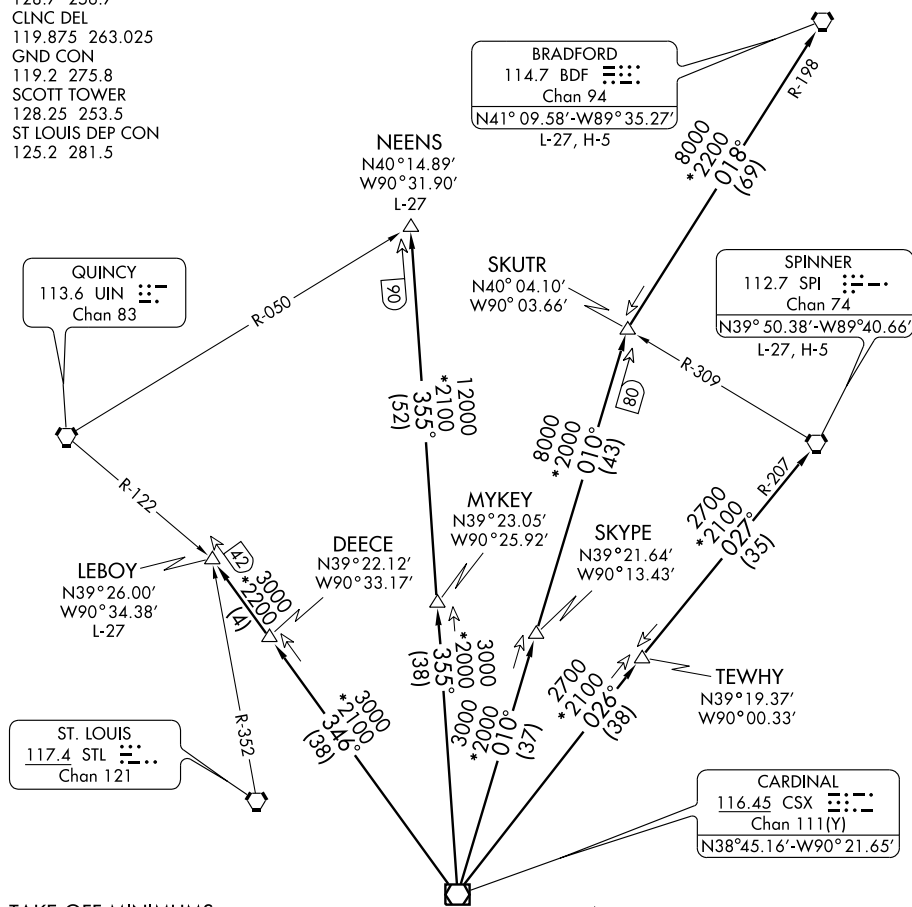 CLNC DEL
119.875 263.025
GND CON
119.2 275.8
SCOTT TOWER
128.25 253.5
ST LOUIS DEP CON
125.2 281.5
BRADFORD
114.7 BDF
Chan 94
N41° 09.58’-W89° 35.27’
L-27, H-5
R-198
8000
*2200
018°
(69)
NEENS
N40°14.89’
W90°31.90’
L-27
QUINCY
113.6 UIN
Chan 83
R-050
90
SKUTR
N40° 04.10’
W90° 03.66’
SPINNER
112.7 SPI
Chan 74
N39° 50.38’-W89°40.66’
L-27, H-5
R-309
80
12000
*2100
355°
(52)
8000
*2000
010°
(43)
R-207
2700
*2100
027°
(35)
R-122
MYKEY
N39°23.05’
W90°25.92’
SKYPE
N39°21.64’
W90°13.43’
DEECE
N39°22.12’
W90°33.17’
LEBOY
N39°26.00’
W90°34.38’
L-27
42
3000
*2200
(4)
3000
*2000
355°
(38)
3000
*2000
010°
(37)
2700
*2100
026°
(38)
TEWHY
N39°19.37’
W90°00.33’
3000
*2100
346°
(38)
R-352
ST. LOUIS
117.4 STL
Chan 121
CARDINAL
116.45 CSX
Chan 111(Y)
N38°45.16’-W90°21.65’